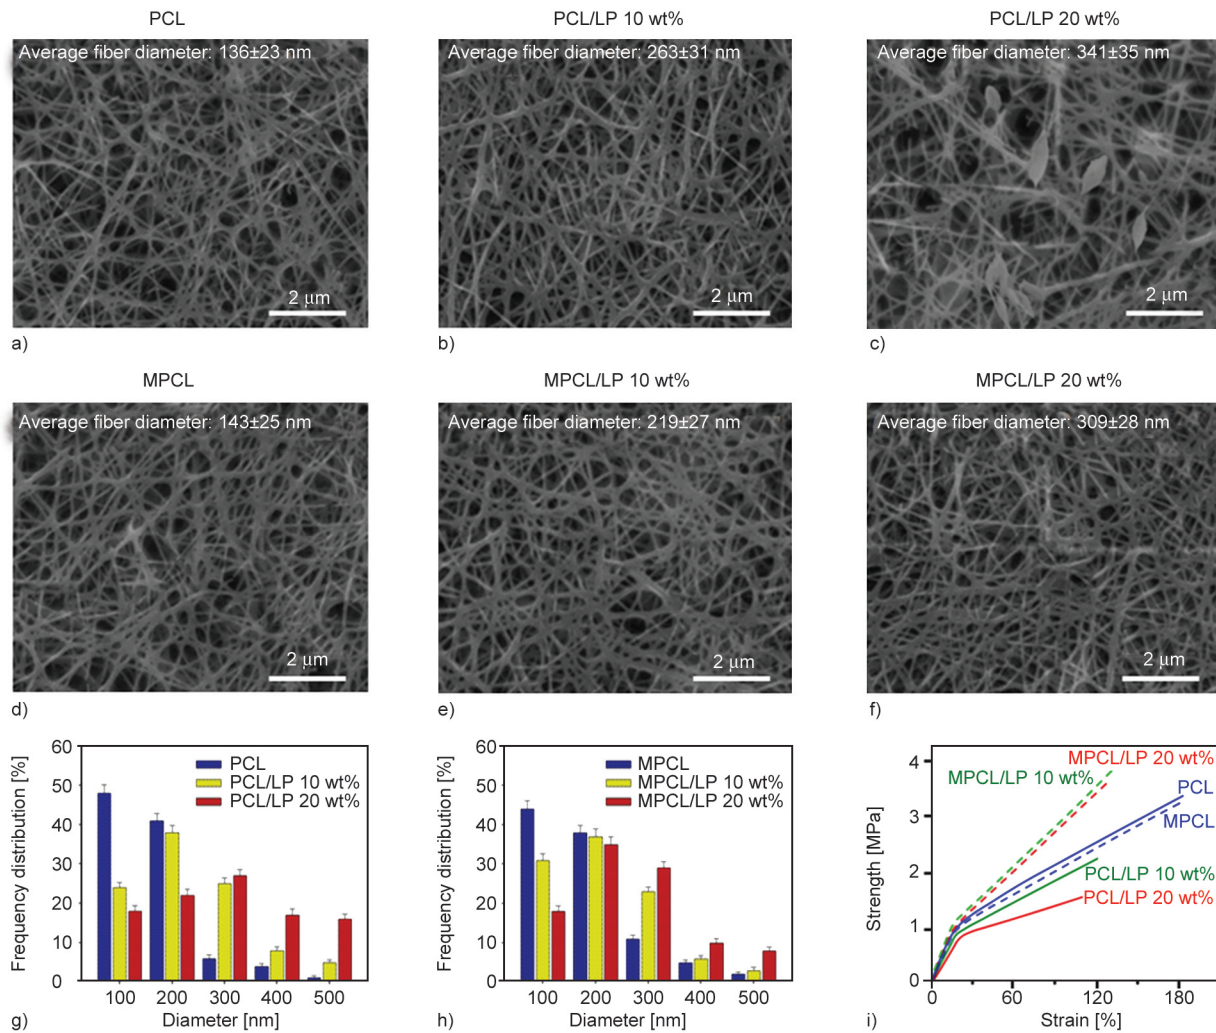 PCL
PCL/LP 10 wt%
PCL/LP 20 wt%
Average fiber diameter: 136±23 nm
Average fiber diameter: 263±31 nm
Average fiber diameter: 341±35 nm
2 μm
2 μm
2 μm
a)
b)
c)
MPCL
MPCL/LP 10 wt%
MPCL/LP 20 wt%
Average fiber diameter: 143±25 nm
Average fiber diameter: 219±27 nm
Average fiber diameter: 309±28 nm
2 μm
2 μm
2 μm
d)
e)
f)
Frequency distribution [%]
60
50
40
30
20
10
0
PCL
PCL/LP 10 wt%
PCL/LP 20 wt%
100 200 300 400 500
Diameter [nm]
g)
Frequency distribution [%]
60
50
40
30
20
10
0
MPCL
MPCL/LP 10 wt%
MPCL/LP 20 wt%
100 200 300 400 500
Diameter [nm]
h)
Strength [MPa]
4
3
2
1
0
MPCL/LP 20 wt%
MPCL/LP 10 wt%
PCL
MPCL
PCL/LP 10 wt%
PCL/LP 20 wt%
0 60 120 180
Strain [%]
i)